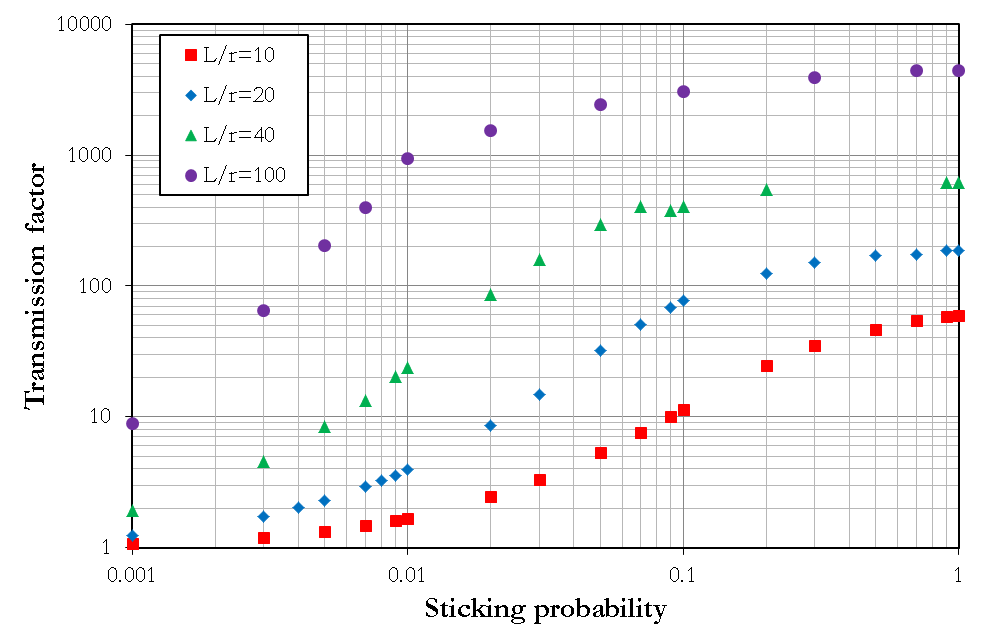 10000
1000
100
10
1
Transmission factor
L/r=10
L/r=20
L/r=40
L/r=100
0.001
0.01
0.1
1
Sticking probability